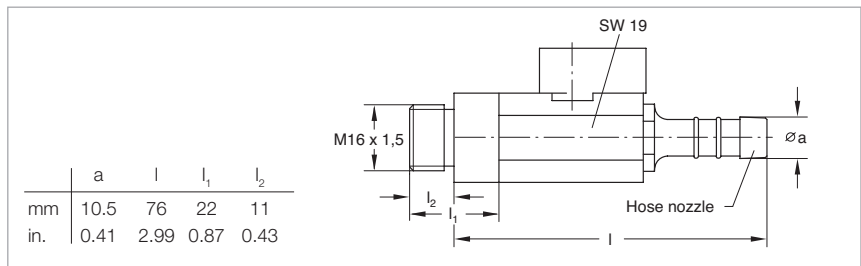 SW 19
M16 x 1,5
⌀ a
l₂
l₁
Hose nozzle
l
a l l₁ l₂
mm 10.5 76 22 11
in. 0.41 2.99 0.87 0.43